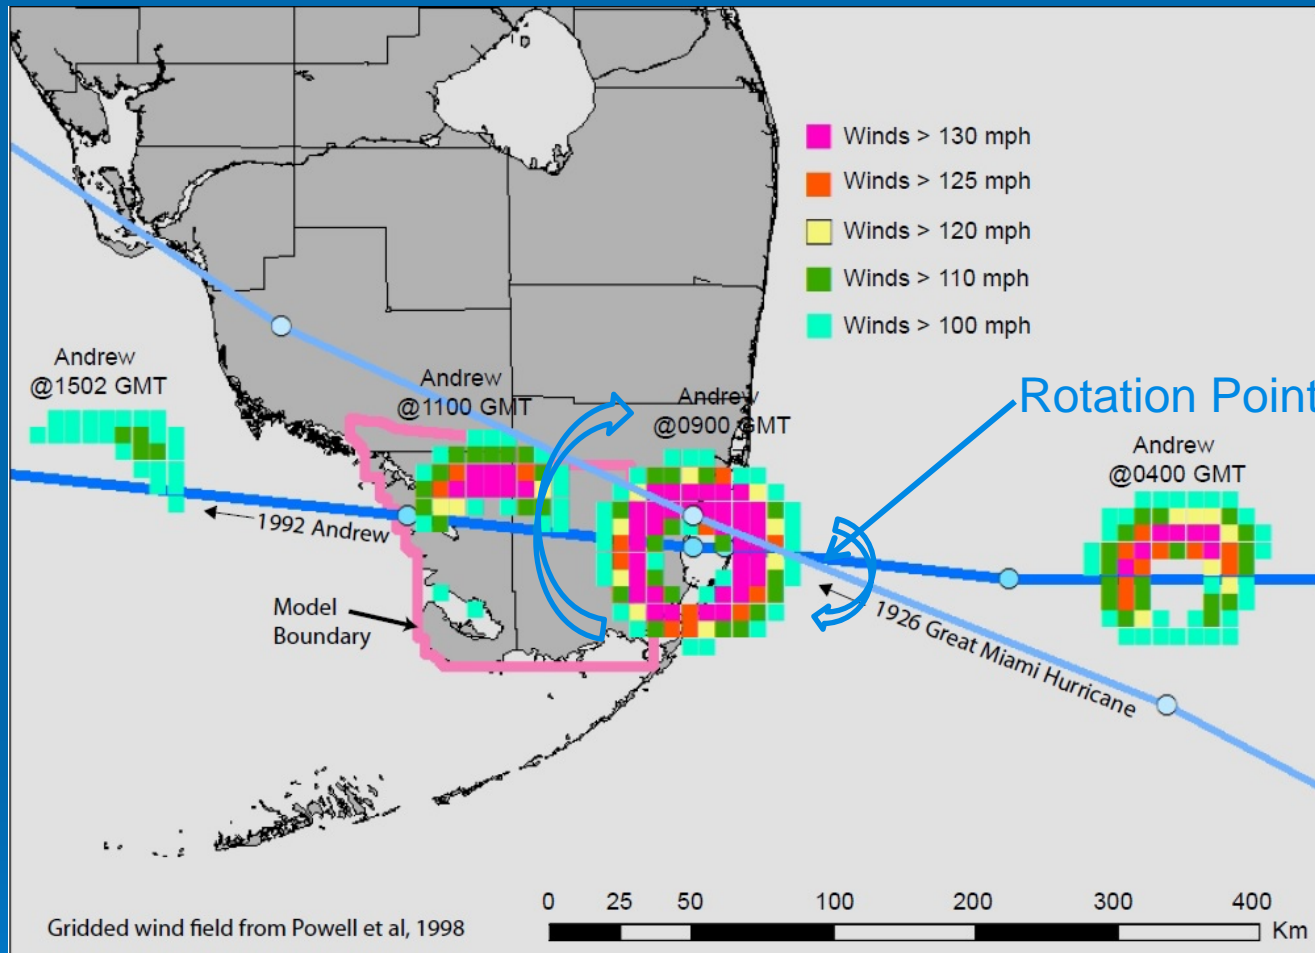 Winds > 130 mph
Winds > 125 mph
Winds > 120 mph
Winds > 110 mph
Winds > 100 mph
Andrew
@1502 GMT
Andrew
@1100 GMT
Andrew
@0900 GMT
Rotation Point
Andrew
@0400 GMT
1992 Andrew
1926 Great Miami Hurricane
Model
Boundary
Gridded wind field from Powell et al, 1998
0 25 50 100 200 300 400
Km